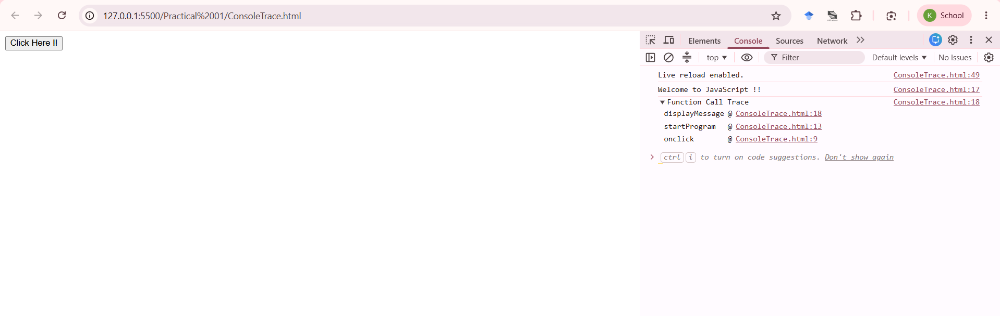 127.0.0.1:5500/Practical%2001/ConsoleTrace.html
K School
Click Here !!
Elements Console Sources Network
top Filter Default levels No Issues
Live reload enabled. ConsoleTrace.html:49
Welcome to JavaScript !! ConsoleTrace.html:17
Function Call Trace ConsoleTrace.html:18
displayMessage @ ConsoleTrace.html:18
startProgram @ ConsoleTrace.html:13
onclick @ ConsoleTrace.html:9
ctrl i to turn on code suggestions. Don't show again